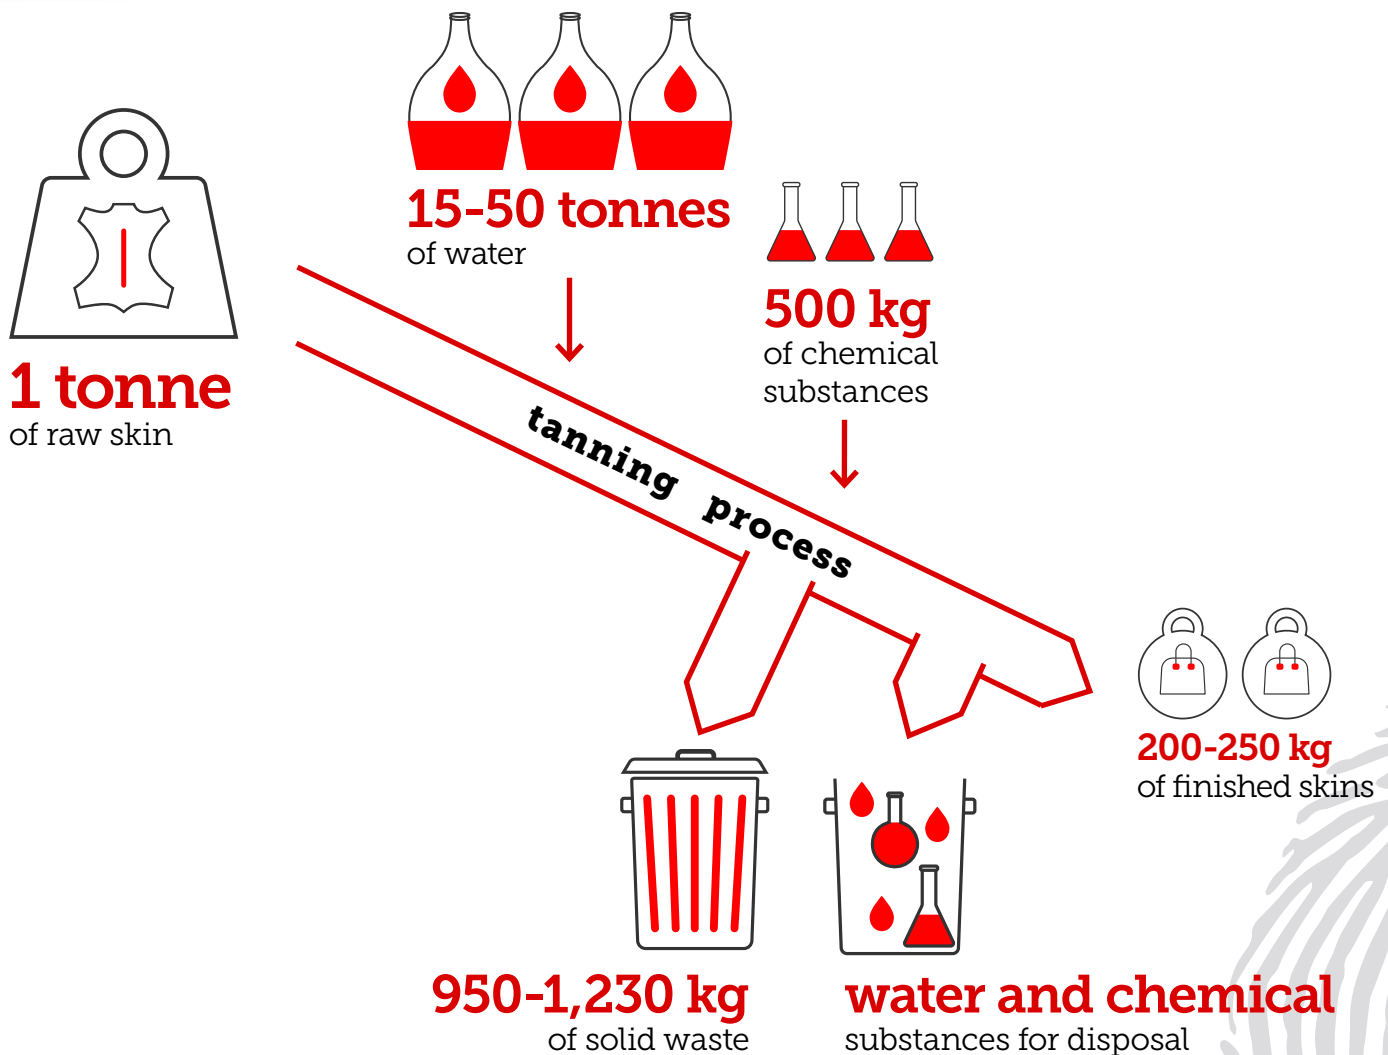 1 tonne
of raw skin
15-50 tonnes
of water
500 kg
of chemical
substances
tanning process
200-250 kg
of finished skins
950-1,230 kg
of solid waste
water and chemical
substances for disposal